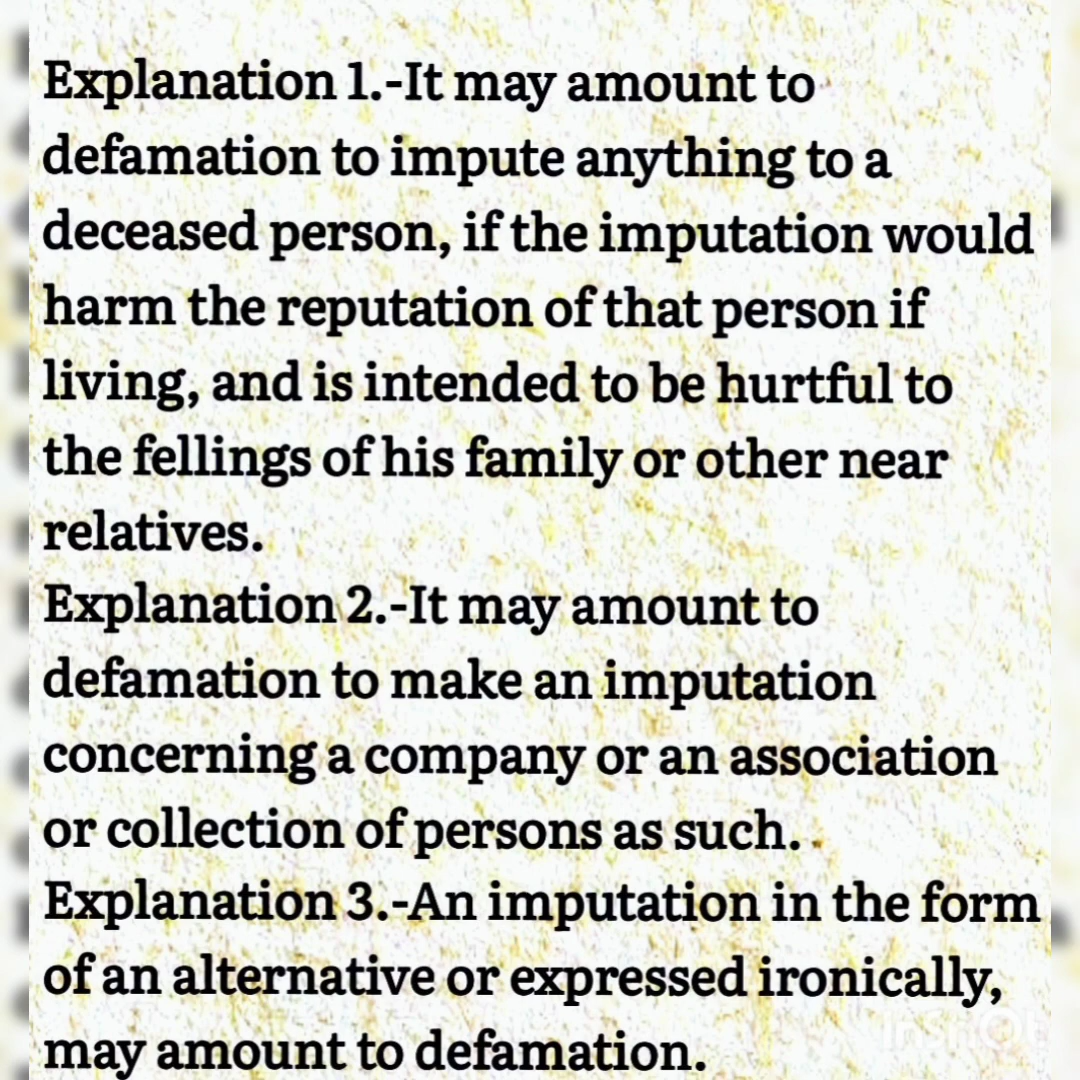 Explanation 1.-It may amount to
defamation to impute anything to a
deceased person, if the imputation would
harm the reputation of that person if
living, and is intended to be hurtful to
the fellings of his family or other near
relatives.
Explanation 2.-It may amount to
defamation to make an imputation
concerning a company or an association
or collection of persons as such.
Explanation 3.-An imputation in the form
of an alternative or expressed ironically,
may amount to defamation.
InShOt